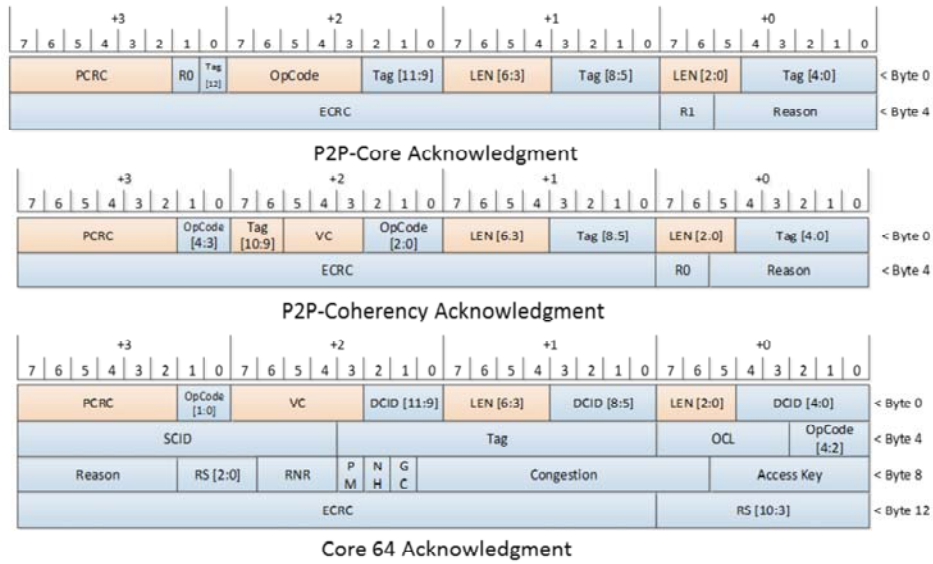 +3 +2 +1 +0
7 6 5 4 3 2 1 0 7 6 5 4 3 2 1 0 7 6 5 4 3 2 1 0 7 6 5 4 3 2 1 0
PCRC R0 Tag [12] OpCode Tag [11:9] LEN [6:3] Tag [8:5] LEN [2:0] Tag [4:0] < Byte 0
ECRC R1 Reason < Byte 4
P2P-Core Acknowledgment
+3 +2 +1 +0
7 6 5 4 3 2 1 0 7 6 5 4 3 2 1 0 7 6 5 4 3 2 1 0 7 6 5 4 3 2 1 0
PCRC OpCode [4:3] Tag [10:9] VC OpCode [2:0] LEN [6.3] Tag [8.5] LEN [2.0] Tag [4.0] < Byte 0
ECRC R0 Reason < Byte 4
P2P-Coherency Acknowledgment
+3 +2 +1 +0
7 6 5 4 3 2 1 0 7 6 5 4 3 2 1 0 7 6 5 4 3 2 1 0 7 6 5 4 3 2 1 0
PCRC OpCode [1:0] VC DCID [11:9] LEN [6:3] DCID [8:5] LEN [2:0] DCID [4:0] < Byte 0
SCID Tag OCL OpCode [4:2] < Byte 4
Reason RS [2:0] RNR PM NH GC Congestion Access Key < Byte 8
ECRC RS [10:3] < Byte 12
Core 64 Acknowledgment